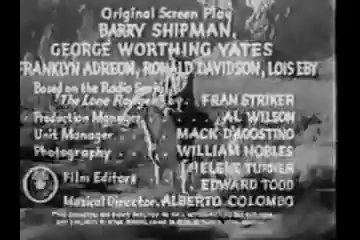 Original Screen Play
BARRY SHIPMAN,
GEORGE WORTHING YATES
FRANKLYN ADREON, RONALD DAVIDSON, LOIS EBY
Based on the Radio Serial
The Lone Ranger by FRAN STRIKER
Production Manager AL WILSON
Unit Manager MACK D'AGOSTINO
Photography WILLIAM NOBLES
HELENE TURNER
Film Editors
EDWARD TODD
Musical Director, ALBERTO COLOMBO